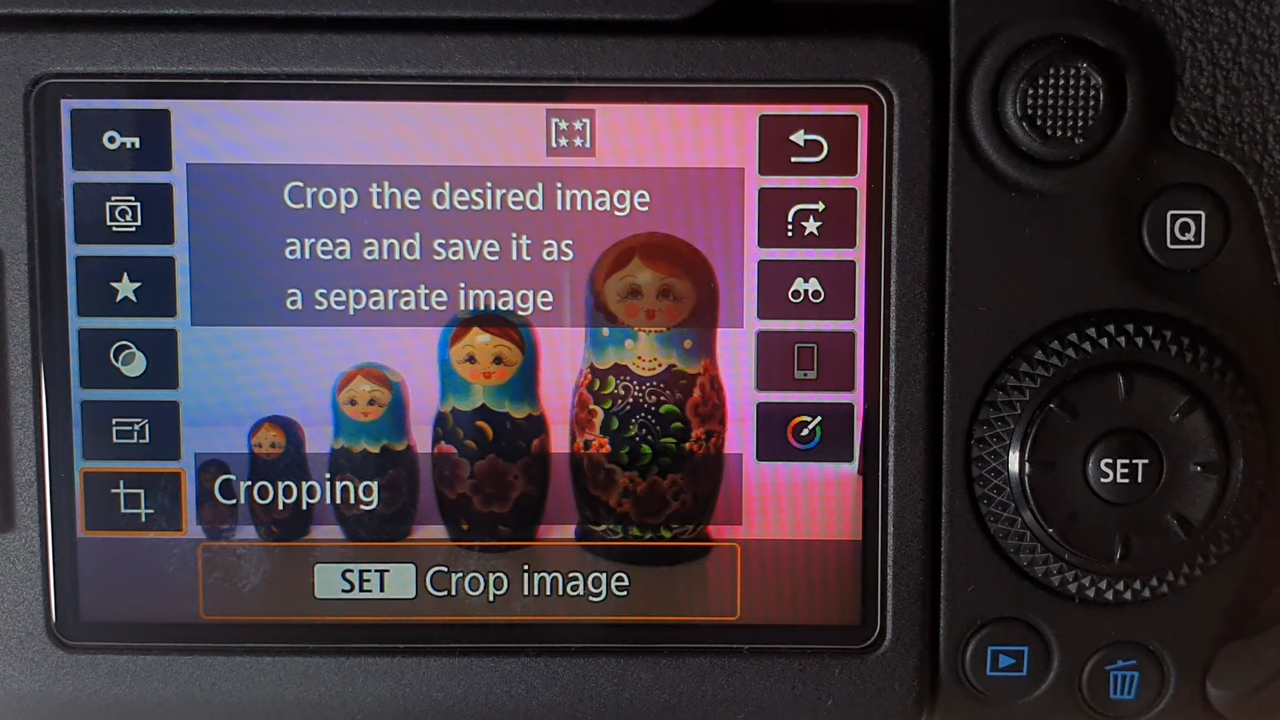 Crop the desired image
area and save it as
a separate image
Cropping
SET Crop image
Q
SET